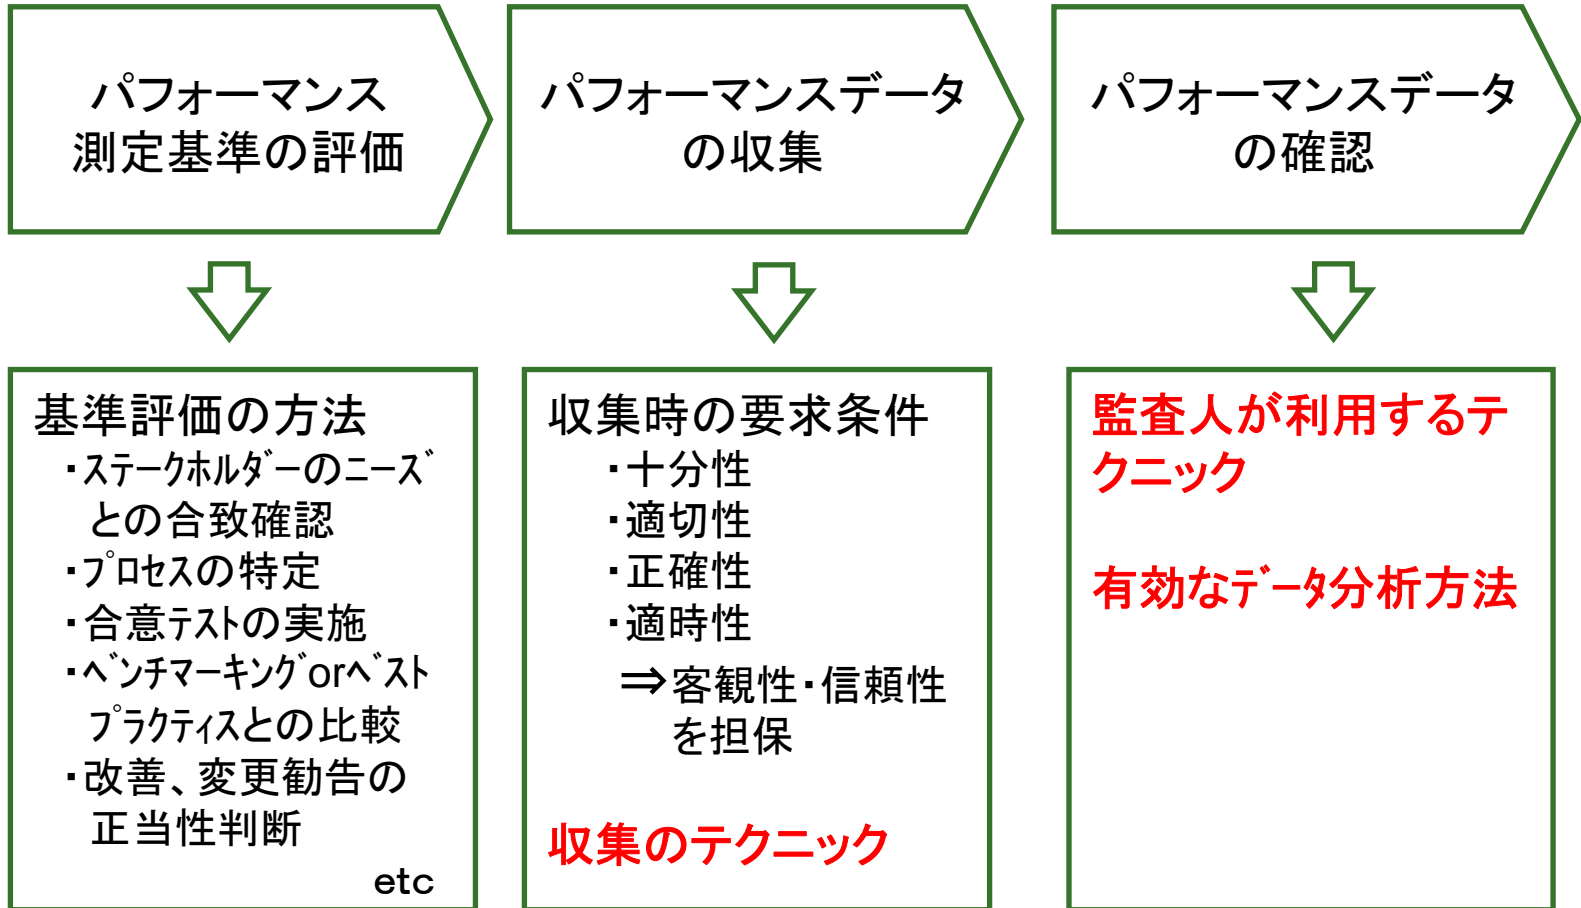 パフォーマンス
測定基準の評価
パフォーマンスデータ
の収集
パフォーマンスデータ
の確認
基準評価の方法
・ｽﾃｰｸﾎﾙﾀﾞｰのﾆｰｽﾞ
との合致確認
・ﾌﾟﾛｾｽの特定
・合意ﾃｽﾄの実施
・ﾍﾞﾝﾁﾏｰｷﾝｸﾞorﾍﾞｽﾄ
ﾌﾟﾗｸﾃｨｽとの比較
・改善、変更勧告の
正当性判断
etc
収集時の要求条件
・十分性
・適切性
・正確性
・適時性
⇒客観性・信頼性
を担保
収集のテクニック
監査人が利用するテ
クニック
有効なﾃﾞｰﾀ分析方法